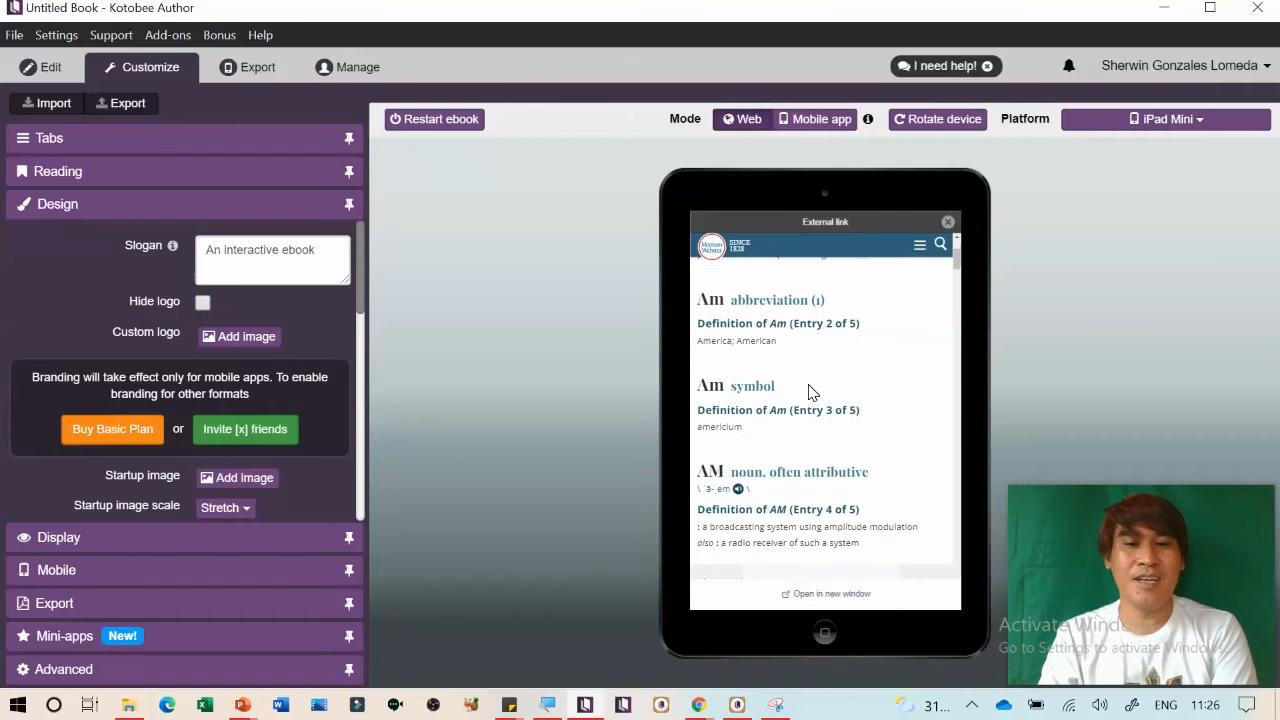 Untitled Book - Kotobee Author
File Settings Support Add-ons Bonus Help
Edit Customize Export Manage
I need help!
Sherwin Gonzales Lomeda
Import Export
Restart ebook
Mode Web Mobile app
Rotate device
Platform iPad Mini
Tabs
Reading
Design
Slogan An interactive ebook
Hide logo
Custom logo Add image
Branding will take effect only for mobile apps. To enable
branding for other formats
Buy Basic Plan or Invite [x] friends
Startup image Add image
Startup image scale Stretch
Display
Mobile
Export
Mini-apps New!
Advanced
External link
Merriam-
Webster
SINCE
1828
Am abbreviation (1)
Definition of Am (Entry 2 of 5)
America; American
Am symbol
Definition of Am (Entry 3 of 5)
americium
AM noun, often attributive
\ ˈā-ˌem \
Definition of AM (Entry 4 of 5)
: a broadcasting system using amplitude modulation
also : a radio receiver of such a system
Open in new window
Activate Windows
Go to Settings to activate Windows.
31... ENG 11:26